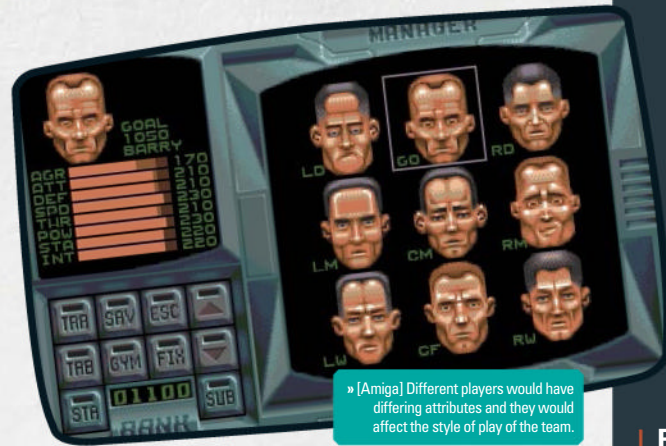 MANAGER
GOAL
1050
BARRY
AGR 170
ATT 210
DEF 210
SPD 230
THR 210
POW 230
STA 220
INT 220
LD
GO
RD
LM
CM
RM
LW
CF
RW
TRA SAV ESC
TAB GYM FIX
STA 01100 SUB
BANK
» [Amiga] Different players would have
differing attributes and they would
affect the style of play of the team.